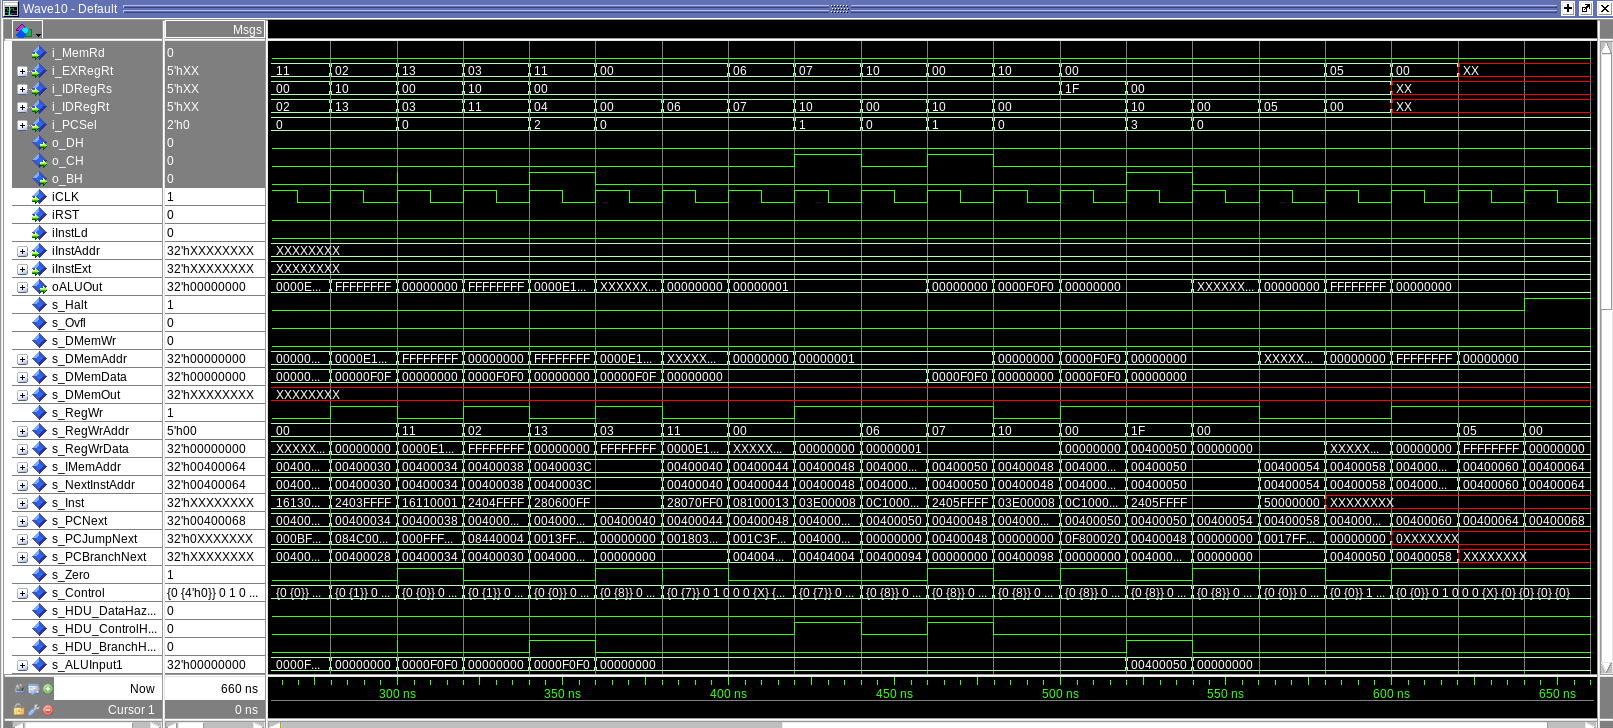 Wave10 - Default
Msgs
i_MemRd 0
i_EXRegRt 5'hXX 11 02 13 03 11 00 06 07 10 00 10 00 05 00 XX
i_IDRegRs 5'hXX 00 10 00 10 00 1F 00 XX
i_IDRegRt 5'hXX 02 13 03 11 04 00 06 07 10 00 10 00 10 00 05 00 XX
i_PCSel 2'h0 0 0 2 0 1 0 1 0 3 0
o_DH 0
o_CH 0
o_BH 0
iCLK 1
iRST 0
iInstLd 0
iInstAddr 32'hXXXXXXXX XXXXXXXX
iInstExt 32'hXXXXXXXX XXXXXXXX
oALUOut 32'h00000000 0000E... FFFFFFFF 00000000 FFFFFFFF 0000E1... XXXXXX... 00000000 00000001 00000000 0000F0F0 00000000 XXXXXX... 00000000 FFFFFFFF 00000000
s_Halt 1
s_Ovfl 0
s_DMemWr 0
s_DMemAddr 32'h00000000 00000... 0000E1... FFFFFFFF 00000000 FFFFFFFF 0000E1... XXXXX... 00000000 00000001 00000000 0000F0F0 00000000 XXXXX... 00000000 FFFFFFFF 00000000
s_DMemData 32'h00000000 00000... 00000F0F 00000000 0000F0F0 00000000 00000F0F 00000000 0000F0F0 00000000 0000F0F0 00000000
s_DMemOut 32'hXXXXXXXX XXXXXXXX
s_RegWr 1
s_RegWrAddr 5'h00 00 11 02 13 03 11 00 06 07 10 00 1F 00 05 00
s_RegWrData 32'h00000000 XXXXX... 00000000 0000E1... FFFFFFFF 00000000 FFFFFFFF 0000E1... XXXXX... 00000000 00000001 00000000 00400050 00000000 XXXXX... 00000000 FFFFFFFF 00000000
s_IMemAddr 32'h00400064 00400... 00400030 00400034 00400038 0040003C 00400040 00400044 00400048 004000... 00400050 00400048 004000... 00400050 00400054 00400058 004000... 00400060 00400064
s_NextInstAddr 32'h00400064 00400... 00400030 00400034 00400038 0040003C 00400040 00400044 00400048 004000... 00400050 00400048 004000... 00400050 00400054 00400058 004000... 00400060 00400064
s_Inst 32'hXXXXXXXX 16130... 2403FFFF 16110001 2404FFFF 280600FF 28070FF0 08100013 03E00008 0C1000... 2405FFFF 03E00008 0C1000... 2405FFFF 50000000 XXXXXXXX
s_PCNext 32'h00400068 00400... 00400034 00400038 004000... 004000... 00400040 00400044 00400048 004000... 00400050 00400048 004000... 00400050 00400050 00400054 00400058 004000... 00400060 00400064 00400068
s_PCJumpNext 32'h0XXXXXXX 000BF... 084C00... 000FFF... 08440004 0013FF... 00000000 001803... 001C3F... 004000... 00400000 00400048 00000000 0F800020 00400048 00000000 0017FF... 00000000 0XXXXXXX
s_PCBranchNext 32'hXXXXXXXX 00400... 00400028 00400034 00400030 004000... 00000000 004004... 00404004 00400094 00000000 00400098 00000000 004000... 00000000 00400050 00400058 XXXXXXXX
s_Zero 1
s_Control {0 {4'h0}} 0 1 0 ... {0 {0}} 0 ... {0 {1}} 0 ... {0 {0}} 0 ... {0 {1}} 0 ... {0 {0}} 0 ... {0 {8}} 0 ... {0 {7}} 0 1 0 0 0 {X} {... {0 {7}} 0 ... {0 {8}} 0 ... {0 {8}} 0 ... {0 {8}} 0 ... {0 {8}} 0 ... {0 {8}} 0 ... {0 {8}} 0 ... {0 {0}} 0 ... {0 {0}} 1 ... {0 {0}} 0 1 0 0 0 {X} {0} {0} {0} {0}
s_HDU_DataHaz... 0
s_HDU_ControlH... 0
s_HDU_BranchH... 0
s_ALUInput1 32'h00000000 0000F... 00000000 0000F0F0 00000000 0000F0F0 00000000 00400050 00000000
Now 660 ns 300 ns 350 ns 400 ns 450 ns 500 ns 550 ns 600 ns 650 ns
Cursor 1 0 ns